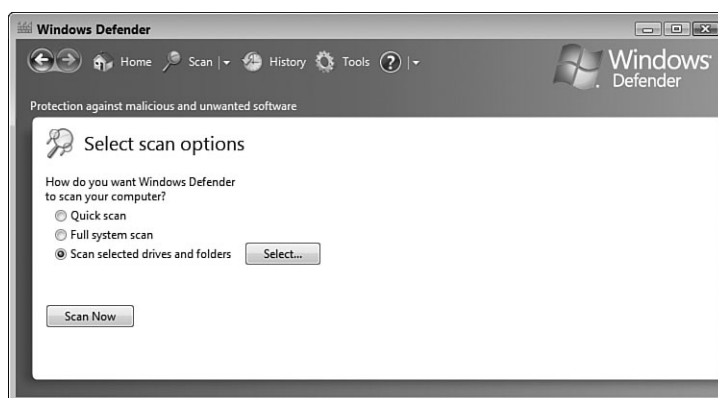 Windows Defender
Home Scan History Tools ?
Windows
Defender
Protection against malicious and unwanted software
Select scan options
How do you want Windows Defender
to scan your computer?
Quick scan
Full system scan
Scan selected drives and folders Select...
Scan Now